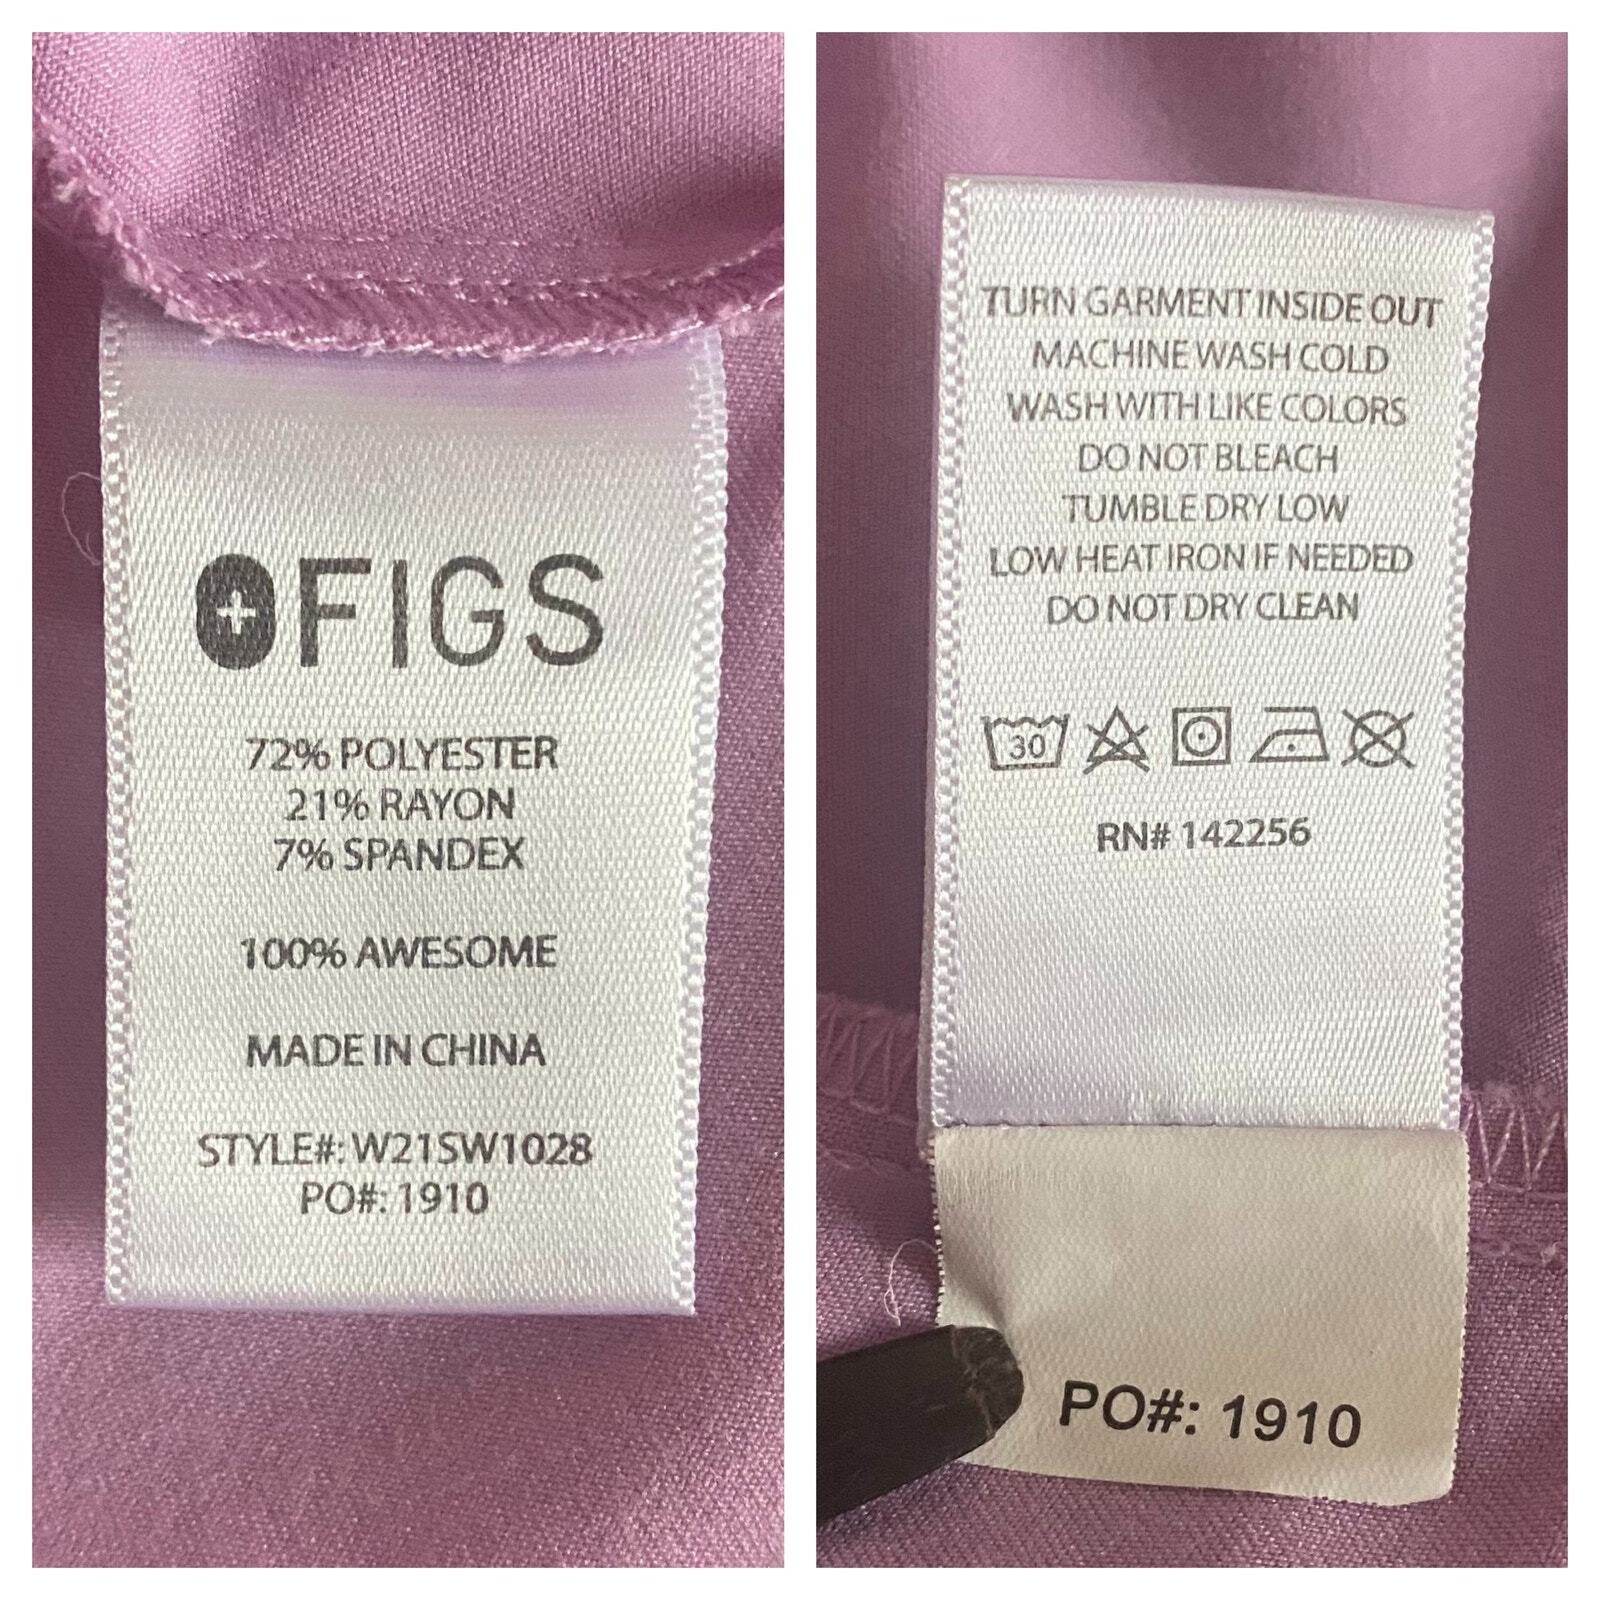 FIGS
72% POLYESTER
21% RAYON
7% SPANDEX
100% AWESOME
MADE IN CHINA
STYLE#: W21SW1028
PO#: 1910
TURN GARMENT INSIDE OUT
MACHINE WASH COLD
WASH WITH LIKE COLORS
DO NOT BLEACH
TUMBLE DRY LOW
LOW HEAT IRON IF NEEDED
DO NOT DRY CLEAN
30
RN# 142256
PO#: 1910